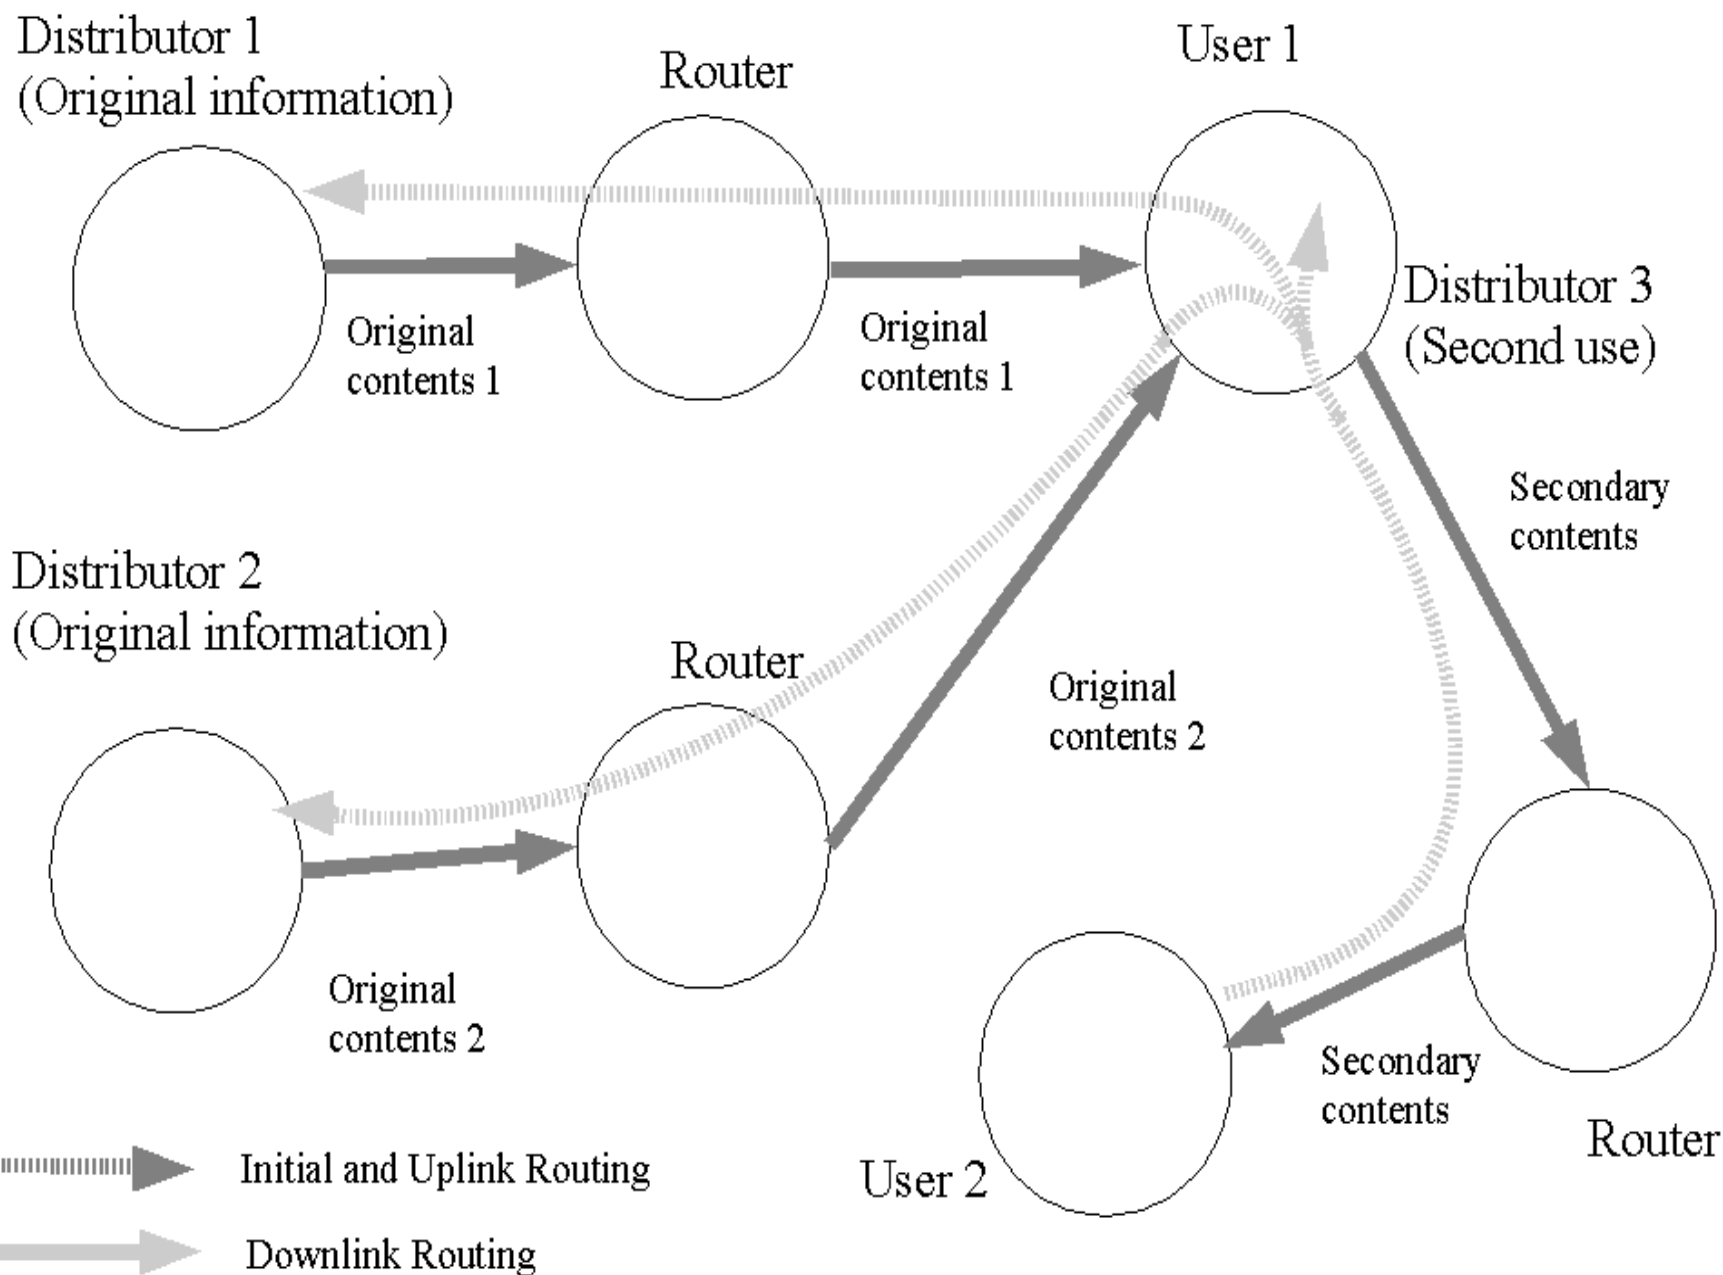 Distributor 1
(Original information)
Router
User 1
Original
contents 1
Original
contents 1
Distributor 3
(Second use)
Secondary
contents
Distributor 2
(Original information)
Router
Original
contents 2
Original
contents 2
Secondary
contents
Router
User 2
Initial and Uplink Routing
Downlink Routing